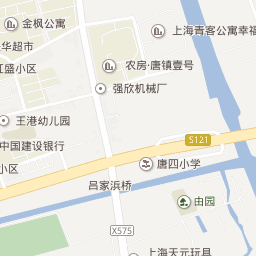 金枫公寓
上海青客公寓幸福
华超市
农房·唐镇壹号
江盛小区
强欣机械厂
王港幼儿园
S121
中国建设银行
唐四小学
小区
吕家浜桥
由园
X575
上海天元玩具